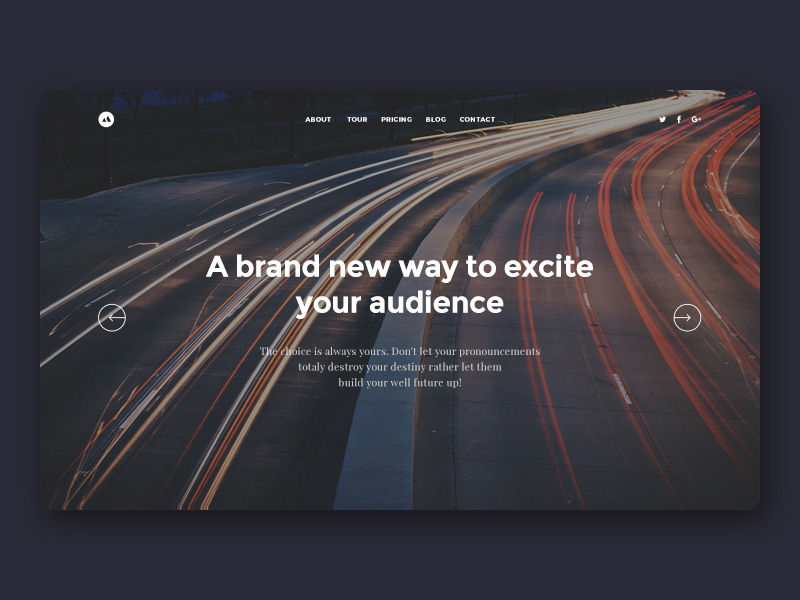 ABOUT TOUR PRICING BLOG CONTACT
A brand new way to excite
your audience
The choice is always yours. Don't let your pronouncements
totaly destroy your destiny rather let them
build your well future up!